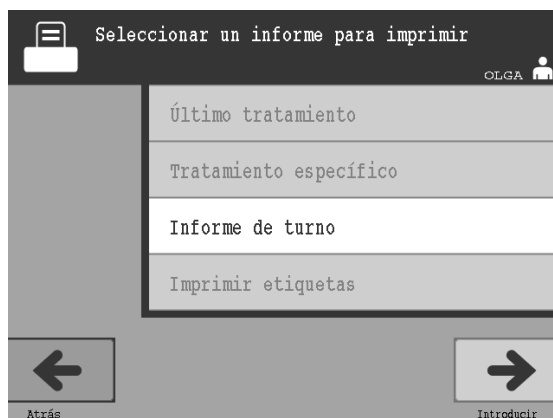 Seleccionar un informe para imprimir
OLGA
Último tratamiento
Tratamiento específico
Informe de turno
Imprimir etiquetas
Atrás
Introducir